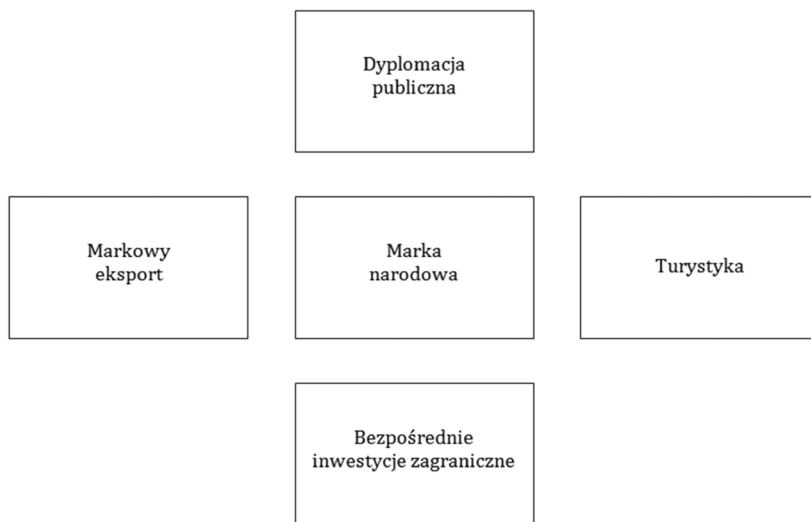 Dyplomacja
publiczna
Markowy
eksport
Marka
narodowa
Turystyka
Bezpośrednie
inwestycje zagraniczne